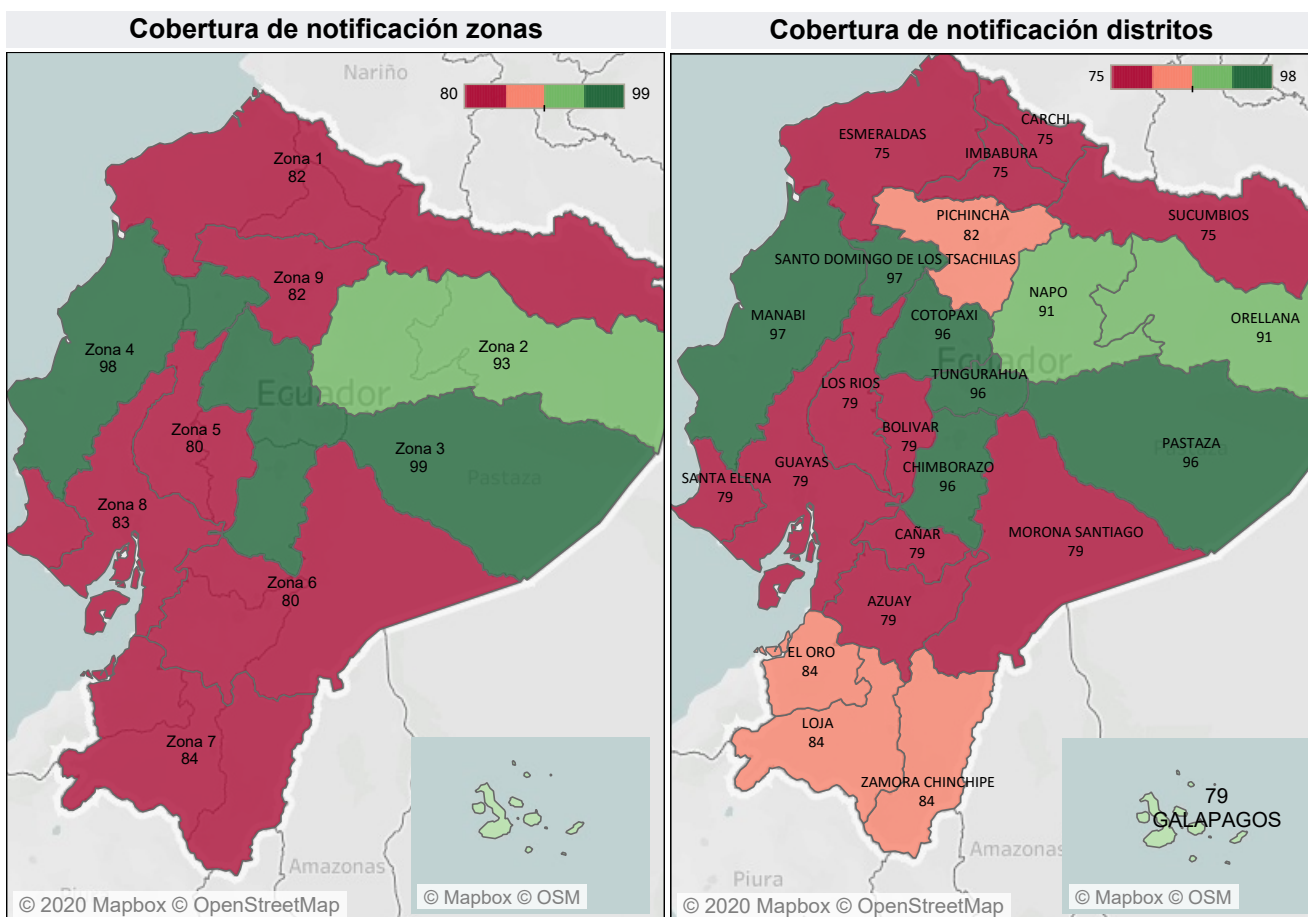 Cobertura de notificación zonas
Nariño
80 99
Zona 1
82
Zona 9
82
Zona 4
98
Zona 2
93
Ecuador
Zona 5
80
Zona 3
99
Pastaza
Zona 8
83
Zona 6
80
Zona 7
84
Amazonas
Piura
© 2020 Mapbox © OpenStreetMap
© Mapbox © OSM
Cobertura de notificación distritos
75 98
CARCHI
75
ESMERALDAS
75
IMBABURA
75
PICHINCHA
82
SUCUMBIOS
75
SANTO DOMINGO DE LOS TSACHILAS
97
NAPO
91
MANABI
97
COTOPAXI
96
ORELLANA
91
Ecuador
TUNGURAHUA
96
LOS RIOS
79
BOLIVAR
79
PASTAZA
96
Pastaza
GUAYAS
79
CHIMBORAZO
96
SANTA ELENA
79
CAÑAR
79
MORONA SANTIAGO
79
AZUAY
79
EL ORO
84
LOJA
84
ZAMORA CHINCHIPE
84
79
GALAPAGOS
Amazonas
Piura
© 2020 Mapbox © OpenStreetMap
© Mapbox © OSM